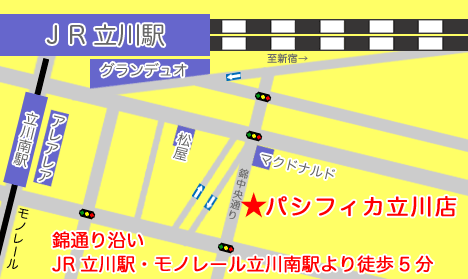 JR立川駅
至新宿→
グランデュオ
立川南駅
アレアレア
松屋
マクドナルド
錦中央通り
★パシフィカ立川店
モノレール
錦通り沿い
JR立川駅・モノレール立川南駅より徒歩5分